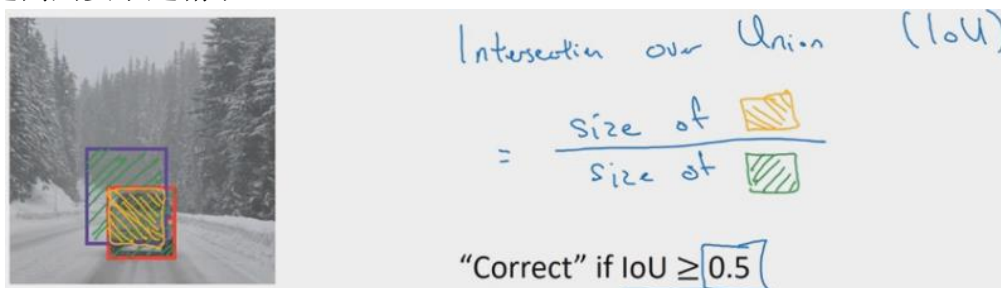 Intersection over Union (IoU)
= size of
size of
"Correct" if IoU ≥ 0.5